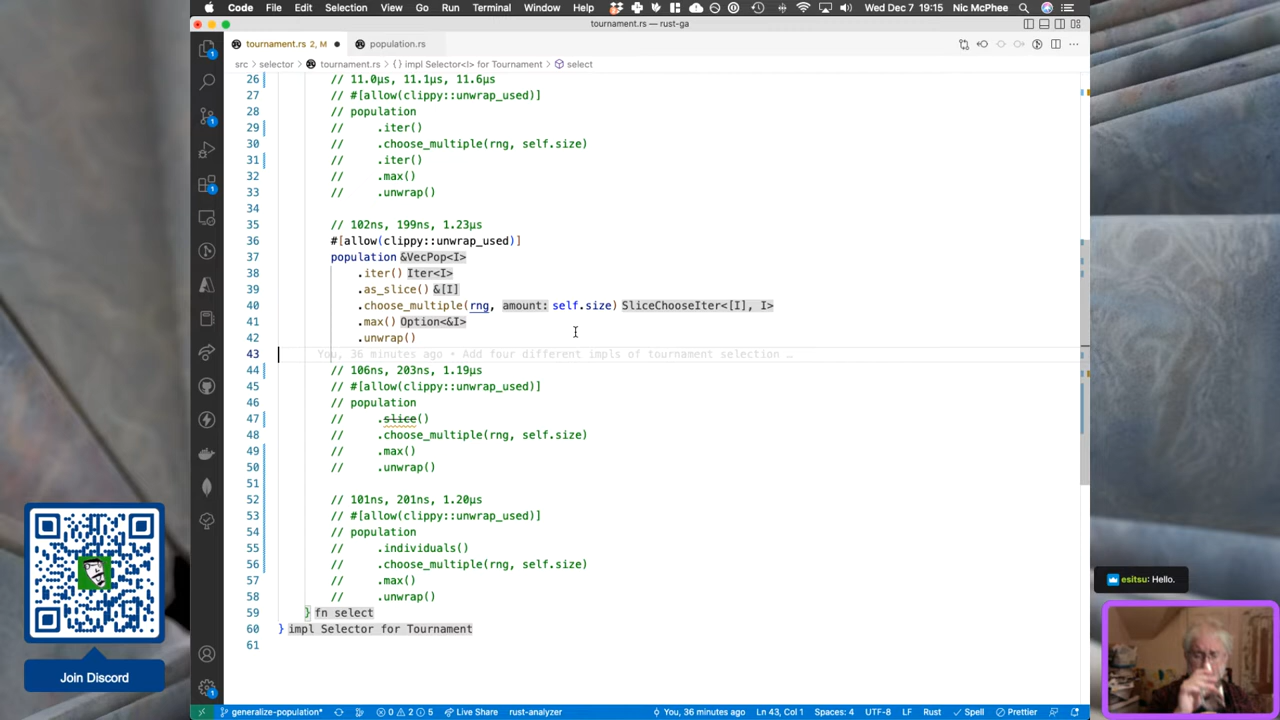 Code File Edit Selection View Go Run Terminal Window Help Wed Dec 7 19:15 Nic McPhee
tournament.rs — rust-ga
tournament.rs 2, M
population.rs
src > selector > tournament.rs > {} impl Selector<I> for Tournament > select
26 // 11.0µs, 11.1µs, 11.6µs
27 // #[allow(clippy::unwrap_used)]
28 // population
29 // .iter()
30 // .choose_multiple(rng, self.size)
31 // .iter()
32 // .max()
33 // .unwrap()
34
35 // 102ns, 199ns, 1.23µs
36 #[allow(clippy::unwrap_used)]
37 population &VecPop<I>
38 .iter() Iter<I>
39 .as_slice() &[I]
40 .choose_multiple(rng, amount: self.size) SliceChooseIter<[I], I>
41 .max() Option<&I>
42 .unwrap()
43 You, 36 minutes ago • Add four different impls of tournament selection …
44 // 106ns, 203ns, 1.19µs
45 // #[allow(clippy::unwrap_used)]
46 // population
47 // .slice()
48 // .choose_multiple(rng, self.size)
49 // .max()
50 // .unwrap()
51
52 // 101ns, 201ns, 1.20µs
53 // #[allow(clippy::unwrap_used)]
54 // population
55 // .individuals()
56 // .choose_multiple(rng, self.size)
57 // .max()
58 // .unwrap()
59 } fn select
60 } impl Selector for Tournament
61
esitsu: Hello.
Join Discord
generalize-population* 0 2 5 Live Share rust-analyzer You, 36 minutes ago Ln 43, Col 1 Spaces: 4 UTF-8 LF Rust Spell Prettier